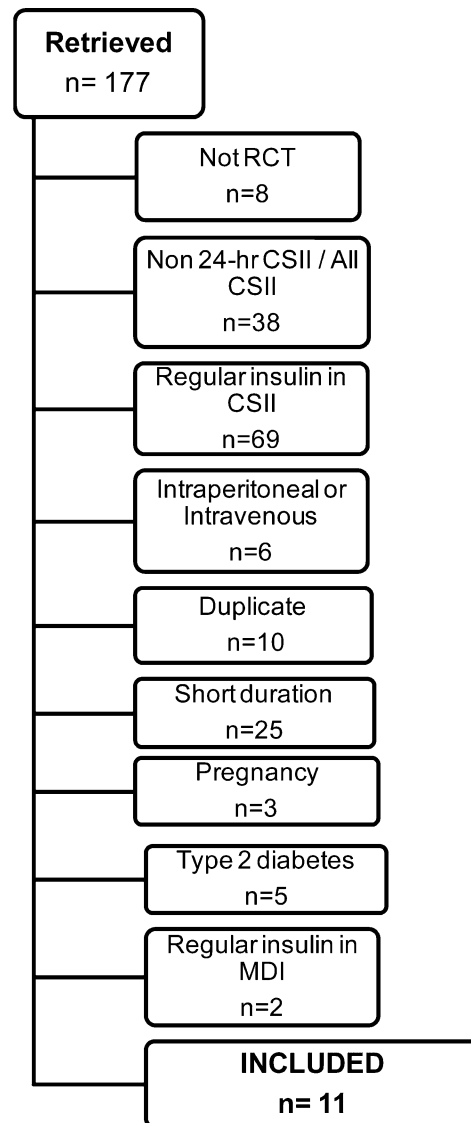 Retrieved
n= 177
Not RCT
n=8
Non 24-hr CSII / All
CSII
n=38
Regular insulin in
CSII
n=69
Intraperitoneal or
Intravenous
n=6
Duplicate
n=10
Short duration
n=25
Pregnancy
n=3
Type 2 diabetes
n=5
Regular insulin in
MDI
n=2
INCLUDED
n= 11